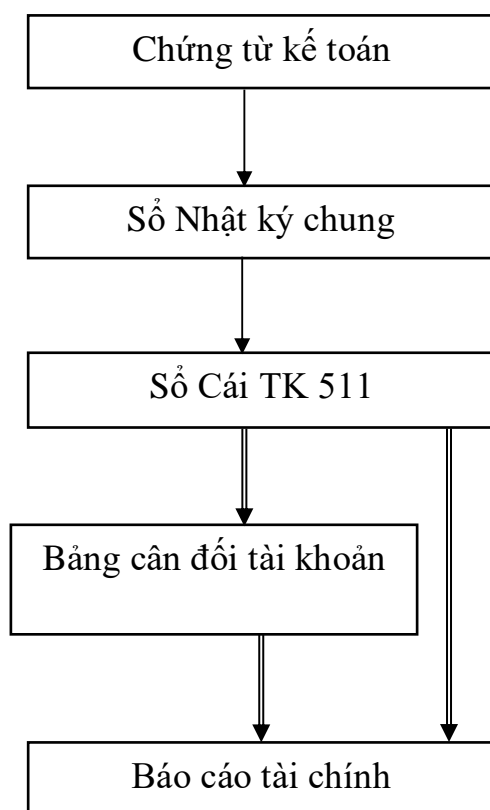 Chứng từ kế toán
Sổ Nhật ký chung
Sổ Cái TK 511
Bảng cân đối tài khoản
Báo cáo tài chính